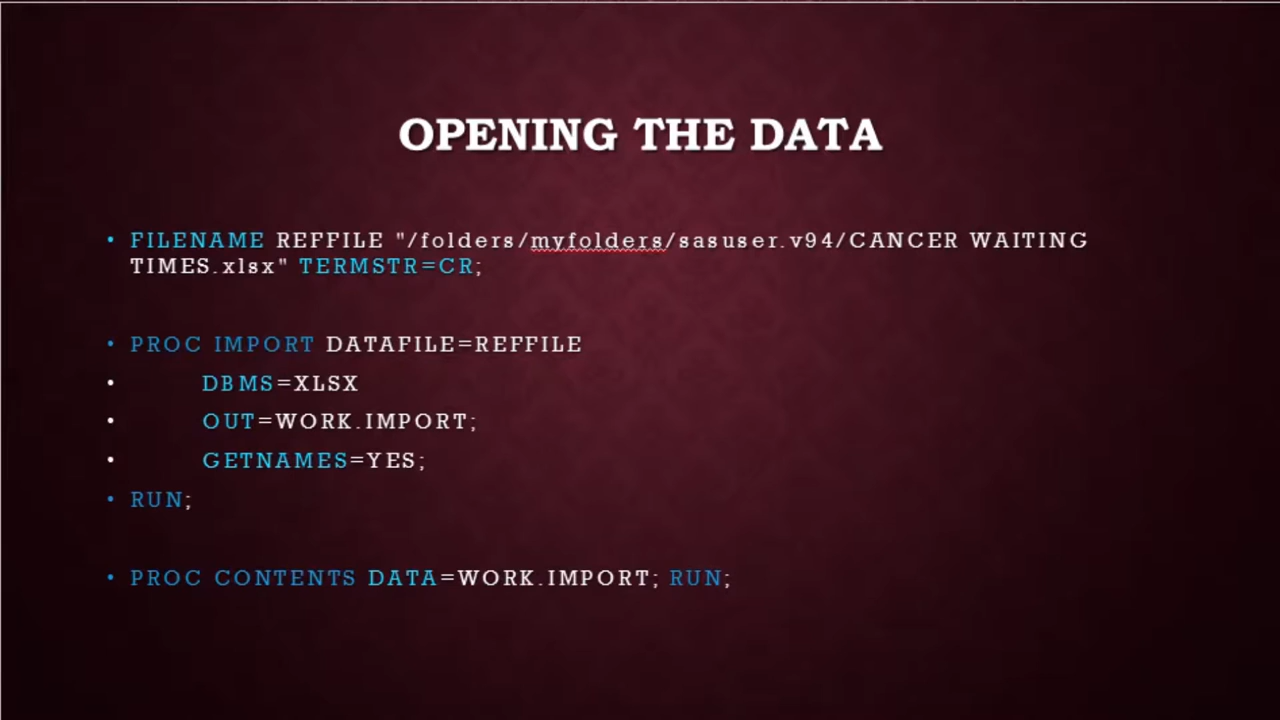 OPENING THE DATA
• FILENAME REFFILE "/folders/myfolders/sasuser.v94/CANCER WAITING
TIMES.xlsx" TERMSTR=CR;
• PROC IMPORT DATAFILE=REFFILE
• DBMS=XLSX
• OUT=WORK.IMPORT;
• GETNAMES=YES;
• RUN;
• PROC CONTENTS DATA=WORK.IMPORT; RUN;